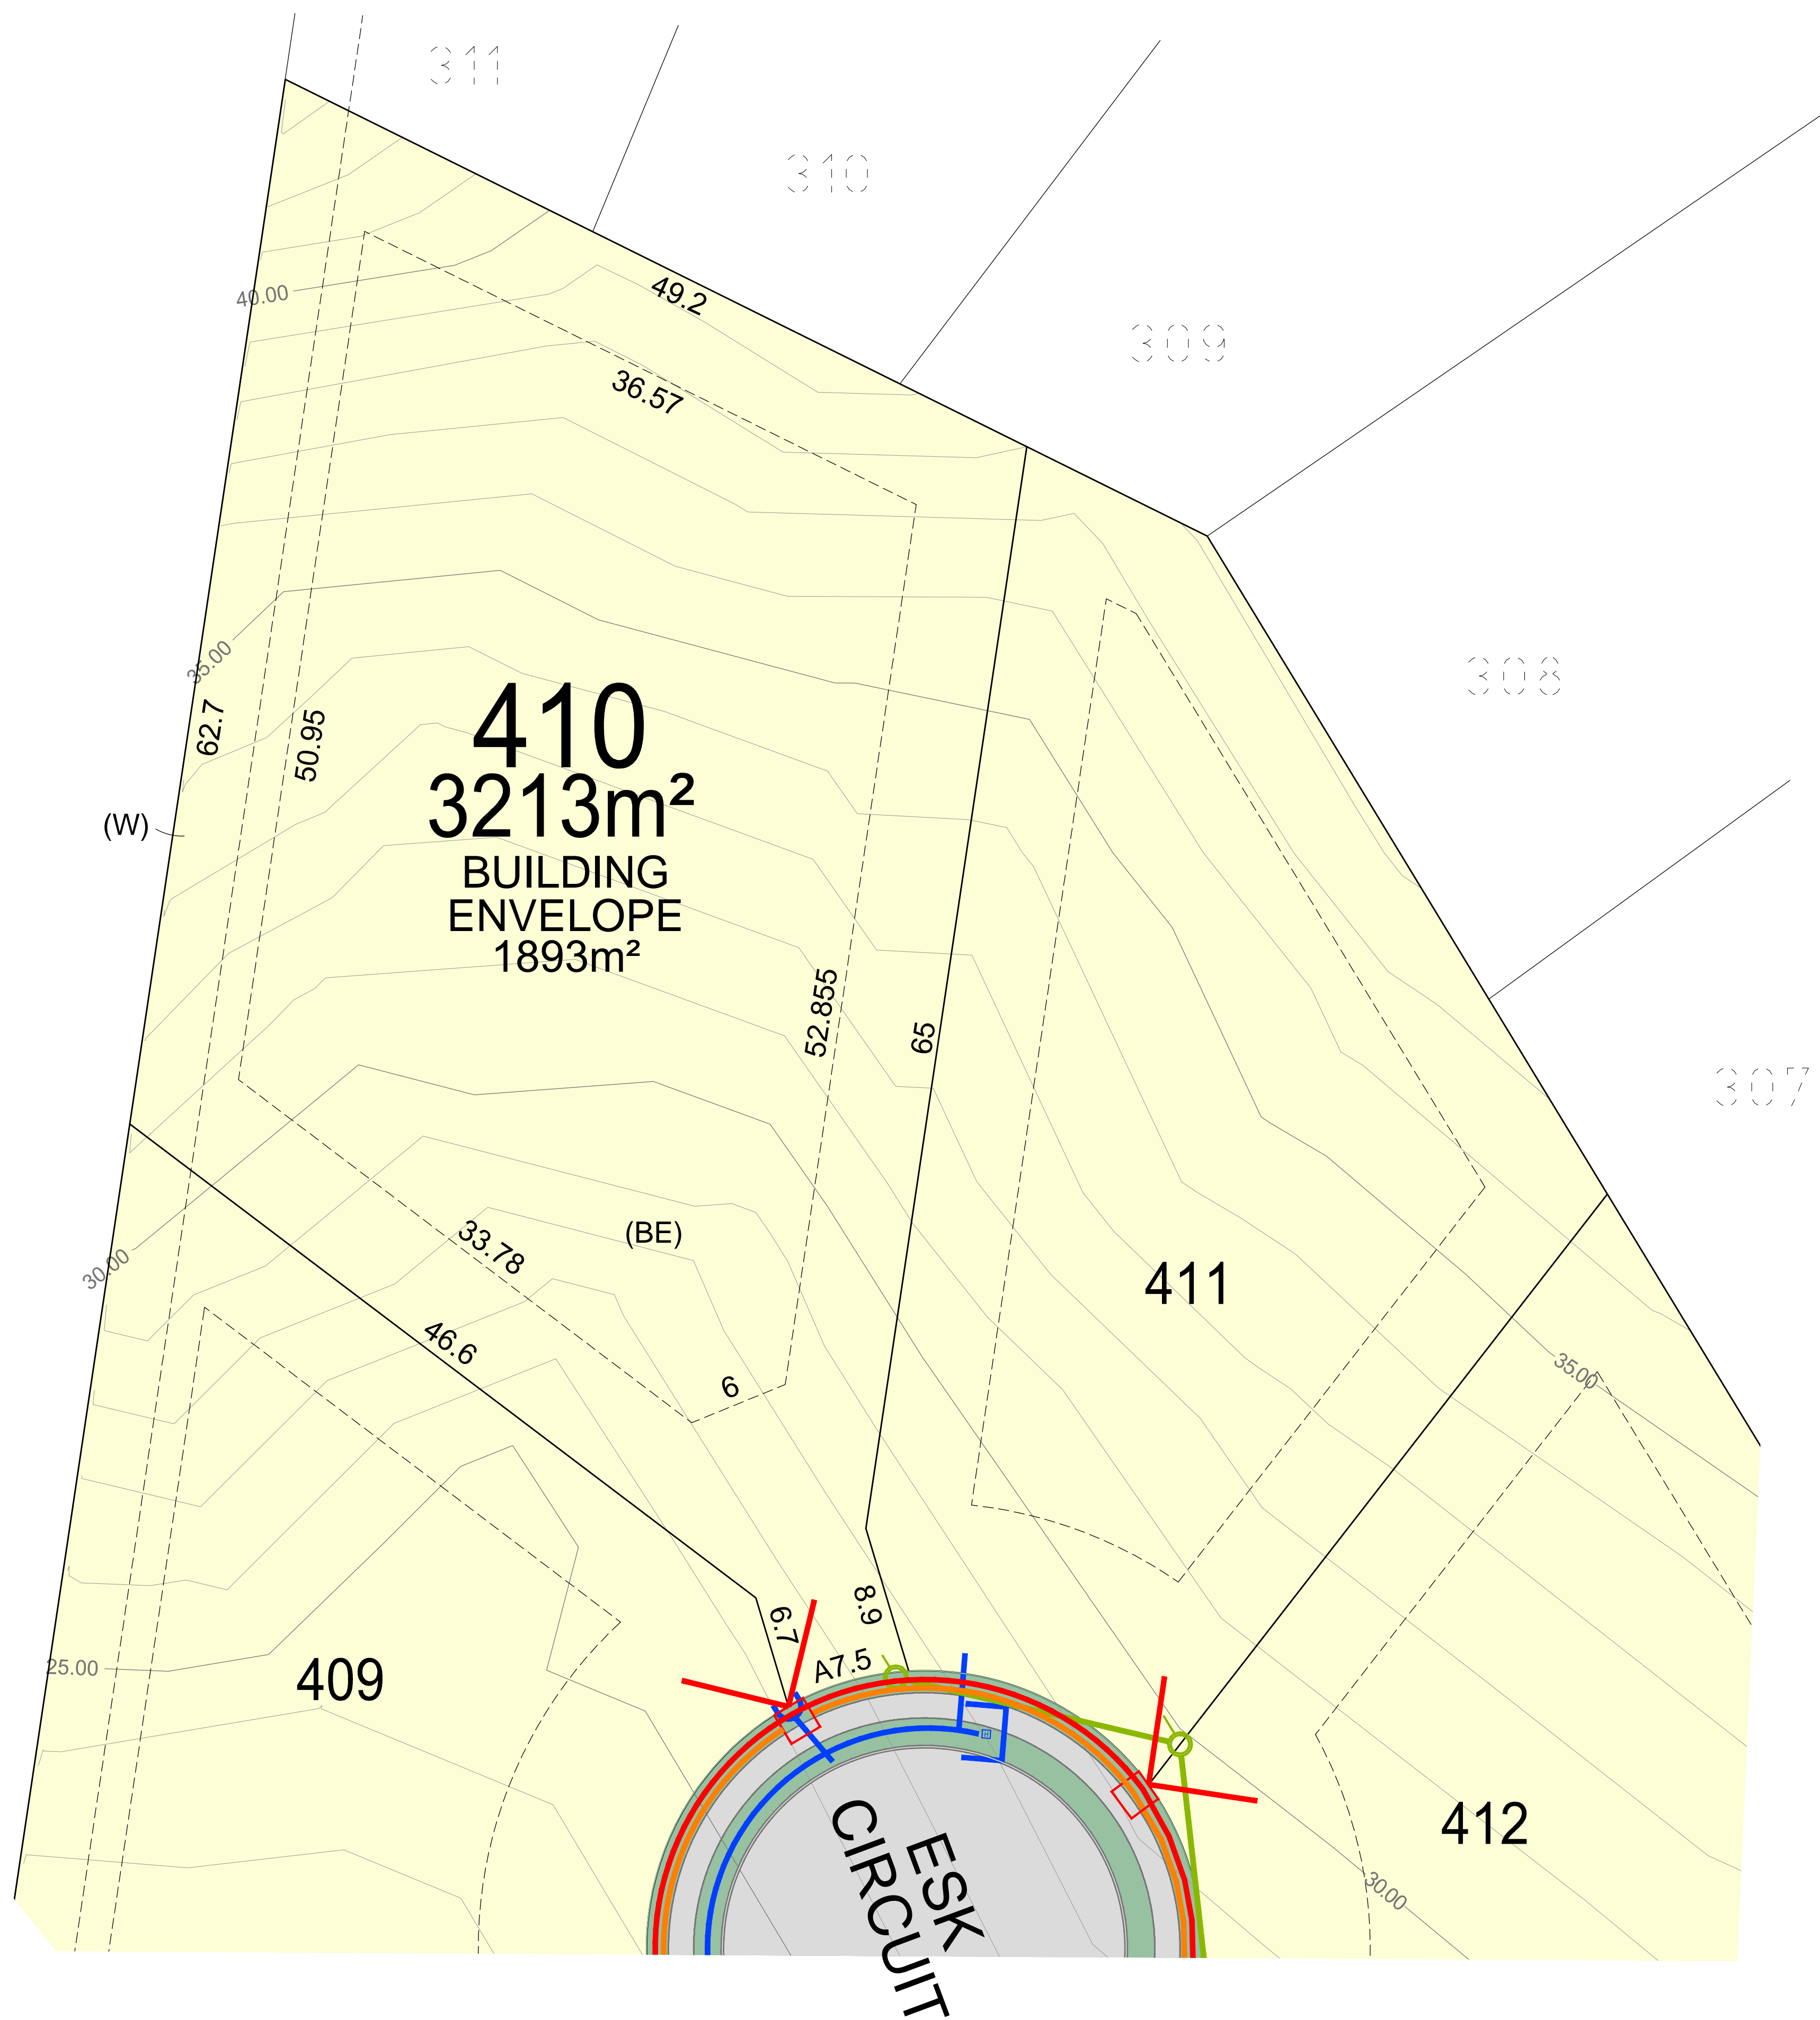 311
310
309
308
307
40.00
49.2
36.57
35.00
62.7
50.95
410
3213m²
BUILDING
ENVELOPE
1893m²
(W)
52.855
65
30.00
33.78
(BE)
46.6
6
411
35.00
6.7
8.9
A7.5
25.00
409
412
30.00
ESK
CIRCUIT
H